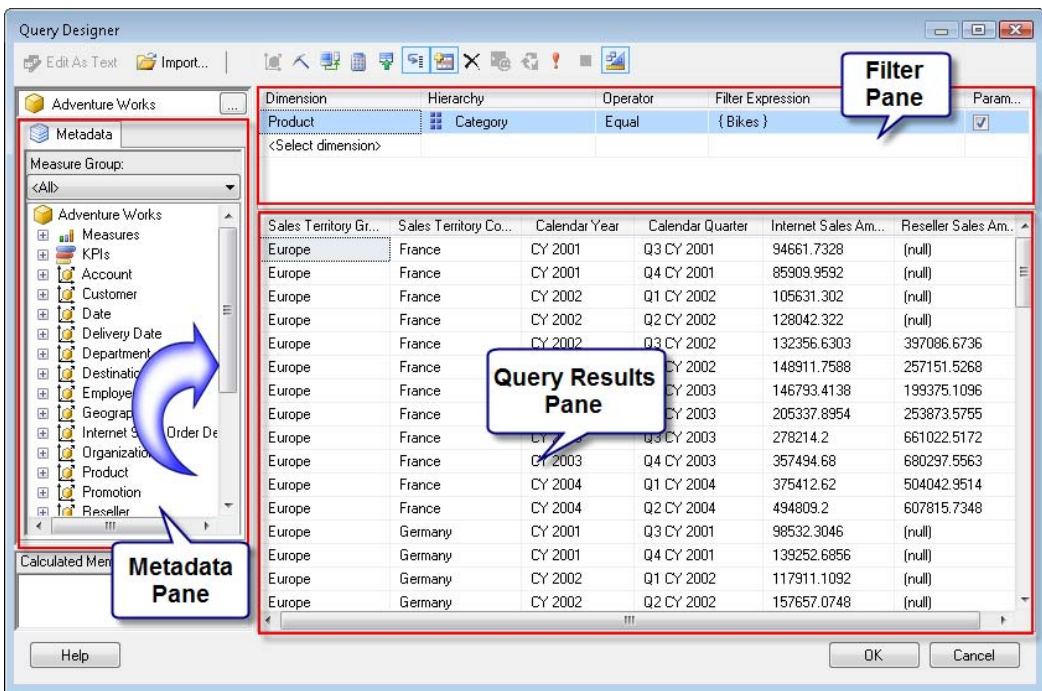 Query Designer
Edit As Text Import...
Adventure Works ...
Metadata
Measure Group:
<All>
Adventure Works
Measures
KPIs
Account
Customer
Date
Delivery Date
Department
Destinatio
Employe
Geograp
Internet S Order De
Organizatio
Product
Promotion
Reseller
Metadata
Pane
Calculated Mem
Filter
Pane
Dimension Hierarchy Operator Filter Expression Param...
Product Category Equal { Bikes }
<Select dimension>
Sales Territory Gr... Sales Territory Co... Calendar Year Calendar Quarter Internet Sales Am... Reseller Sales Am..
Europe France CY 2001 Q3 CY 2001 94661.7328 (null)
Europe France CY 2001 Q4 CY 2001 85909.9592 (null)
Europe France CY 2002 Q1 CY 2002 105631.302 (null)
Europe France CY 2002 Q2 CY 2002 128042.322 (null)
Europe France CY 2002 Q3 CY 2002 132356.6303 397086.6736
Europe France CY 2002 148911.7588 257151.5268
Europe France CY 2003 146793.4138 199375.1096
Europe France CY 2003 205337.8954 253873.5755
Europe France Q3 CY 2003 278214.2 661022.5172
Europe France CY 2003 Q4 CY 2003 357494.68 680297.5563
Europe France CY 2004 Q1 CY 2004 375412.62 504042.9514
Europe France CY 2004 Q2 CY 2004 494809.2 607815.7348
Europe Germany CY 2001 Q3 CY 2001 98532.3046 (null)
Europe Germany CY 2001 Q4 CY 2001 139252.6856 (null)
Europe Germany CY 2002 Q1 CY 2002 117911.1092 (null)
Europe Germany CY 2002 Q2 CY 2002 157657.0748 (null)
Query Results
Pane
Help OK Cancel